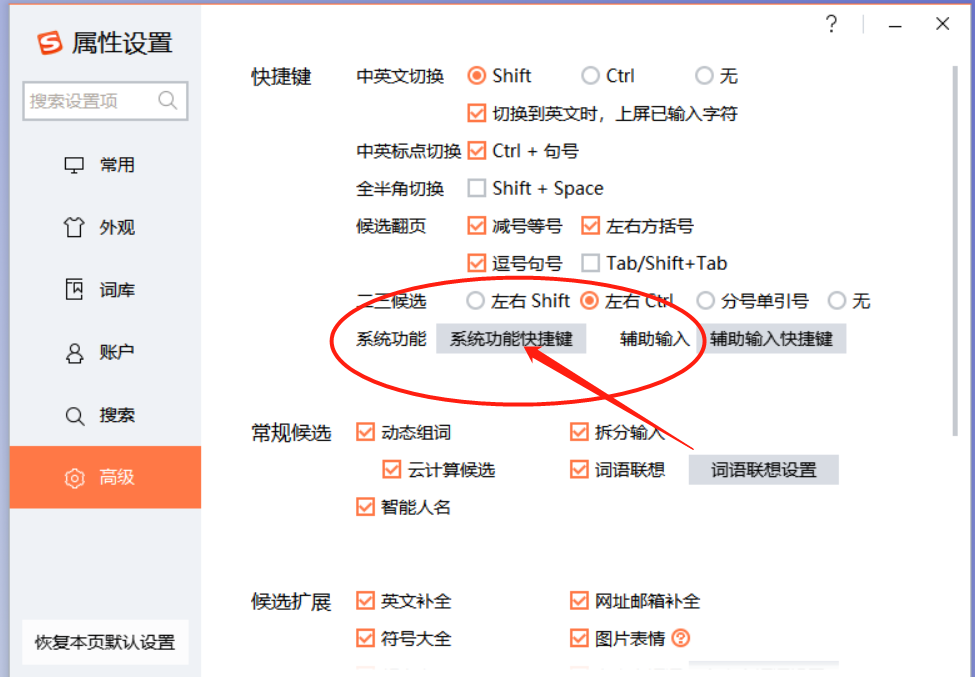 属性设置
搜索设置项
常用
外观
词库
账户
搜索
高级
恢复本页默认设置
快捷键 中英文切换 Shift Ctrl 无
切换到英文时，上屏已输入字符
中英标点切换 Ctrl + 句号
全半角切换 Shift + Space
候选翻页 减号等号 左右方括号
逗号句号 Tab/Shift+Tab
二三候选 左右 Shift 左右 Ctrl 分号单引号 无
系统功能 系统功能快捷键 辅助输入 辅助输入快捷键
常规候选 动态组词 拆分输入
云计算候选 词语联想 词语联想设置
智能人名
候选扩展 英文补全 网址邮箱补全
符号大全 图片表情